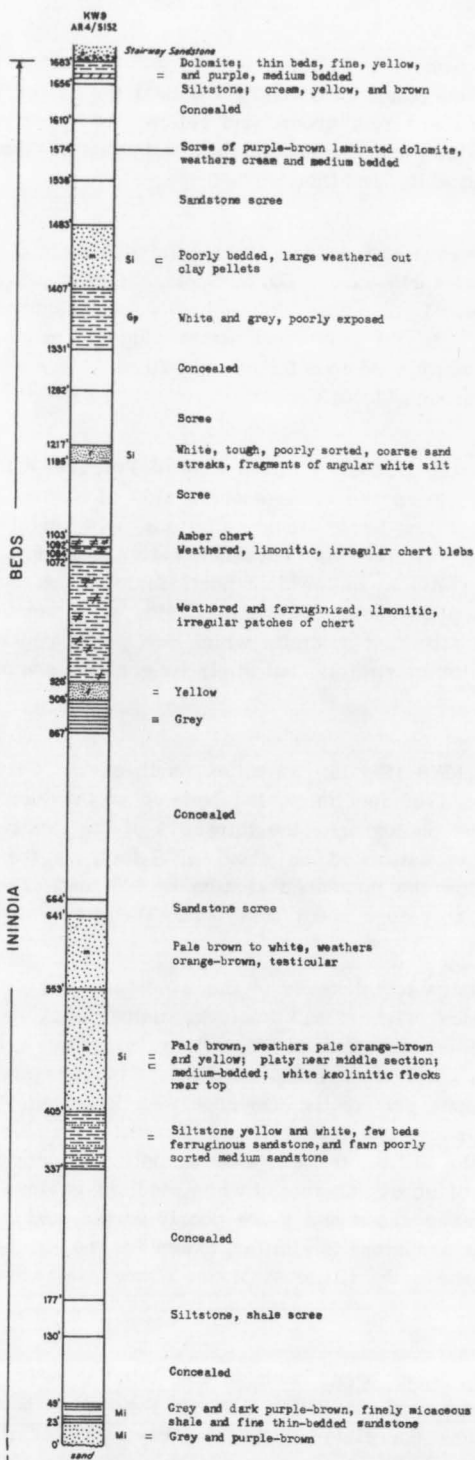 KW9
AR4/S152
Stairway Sandstone
1683'
Dolomite; thin beds, fine, yellow,
and purple, medium bedded
=
1656'
Siltstone; cream, yellow, and brown
Concealed
1610'
1574'
Scree of purple-brown laminated dolomite,
weathers cream and medium bedded
1538'
Sandstone scree
1483'
m
Si
Poorly bedded, large weathered out
clay pellets
1407'
Gp
White and grey, poorly exposed
1331'
Concealed
1282'
Scree
1217'
Si
White, tough, poorly sorted, coarse sand
streaks, fragments of angular white silt
1186'
Scree
BEDS
1103'
Amber chert
Weathered, limonitic, irregular chert blebs
1072'
Weathered and ferruginized, limonitic,
irregular patches of chert
= Yellow
906'
Grey
867'
Concealed
664'
Sandstone scree
641'
m
Pale brown to white, weathers
orange-brown, testicular
ININDIA
553'
m
Si
=
Pale brown, weathers pale orange-brown
and yellow; platy near middle section;
medium-bedded; white kaolinitic flecks
near top
405'
=
Siltstone yellow and white, few beds
ferruginous sandstone, and fawn poorly
sorted medium sandstone
337'
Concealed
177'
Siltstone, shale scree
130'
Concealed
Mi
Grey and dark purple-brown, finely micaceous
shale and fine thin-bedded sandstone
23'
Mi = Grey and purple-brown
0'
sand